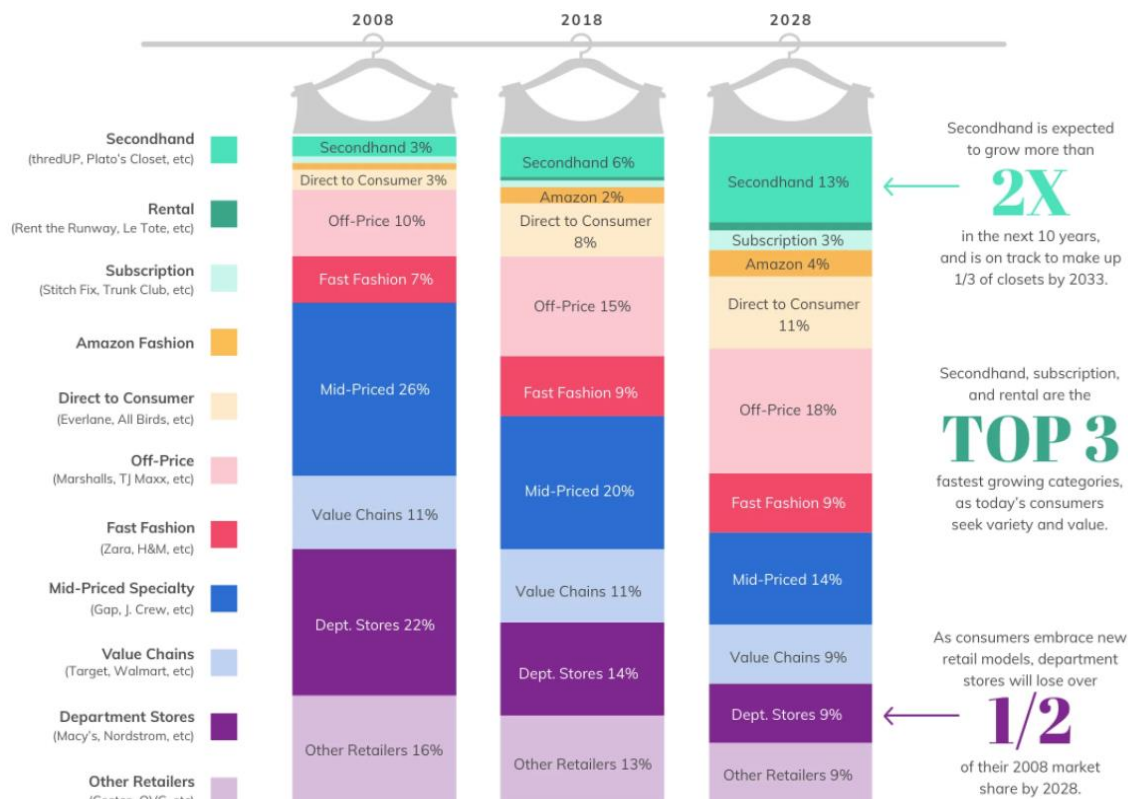 2008
2018
2028
Secondhand
(thredUP, Plato's Closet, etc)
Rental
(Rent the Runway, Le Tote, etc)
Subscription
(Stitch Fix, Trunk Club, etc)
Amazon Fashion
Direct to Consumer
(Everlane, All Birds, etc)
Off-Price
(Marshalls, TJ Maxx, etc)
Fast Fashion
(Zara, H&M, etc)
Mid-Priced Specialty
(Gap, J. Crew, etc)
Value Chains
(Target, Walmart, etc)
Department Stores
(Macy's, Nordstrom, etc)
Other Retailers
Secondhand 3%
Direct to Consumer 3%
Off-Price 10%
Fast Fashion 7%
Mid-Priced 26%
Value Chains 11%
Dept. Stores 22%
Other Retailers 16%
Secondhand 6%
Amazon 2%
Direct to Consumer
8%
Off-Price 15%
Fast Fashion 9%
Mid-Priced 20%
Value Chains 11%
Dept. Stores 14%
Other Retailers 13%
Secondhand 13%
Subscription 3%
Amazon 4%
Direct to Consumer
11%
Off-Price 18%
Fast Fashion 9%
Mid-Priced 14%
Value Chains 9%
Dept. Stores 9%
Other Retailers 9%
Secondhand is expected
to grow more than
2X
in the next 10 years,
and is on track to make up
1/3 of closets by 2033.
Secondhand, subscription,
and rental are the
TOP 3
fastest growing categories,
as today's consumers
seek variety and value.
As consumers embrace new
retail models, department
stores will lose over
1/2
of their 2008 market
share by 2028.